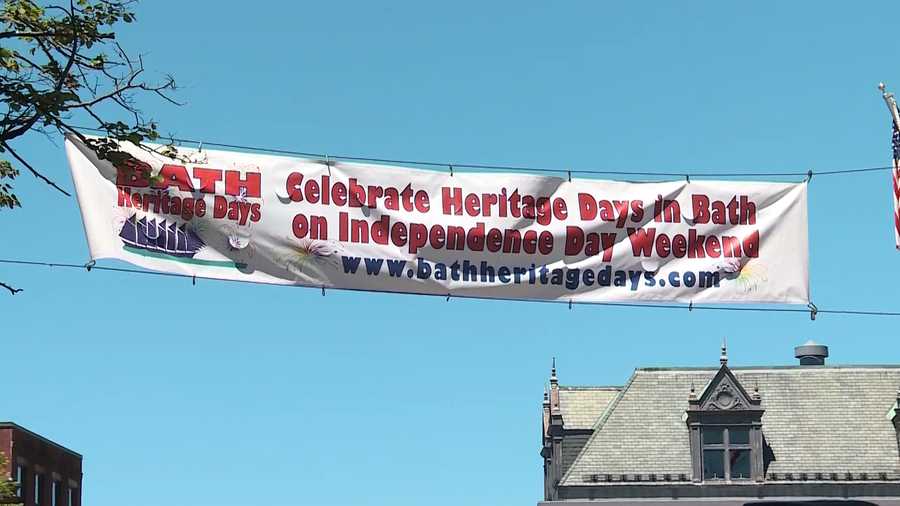 BATH
Heritage Days
Celebrate Heritage Days in Bath
on Independence Day Weekend
www.bathheritagedays.com